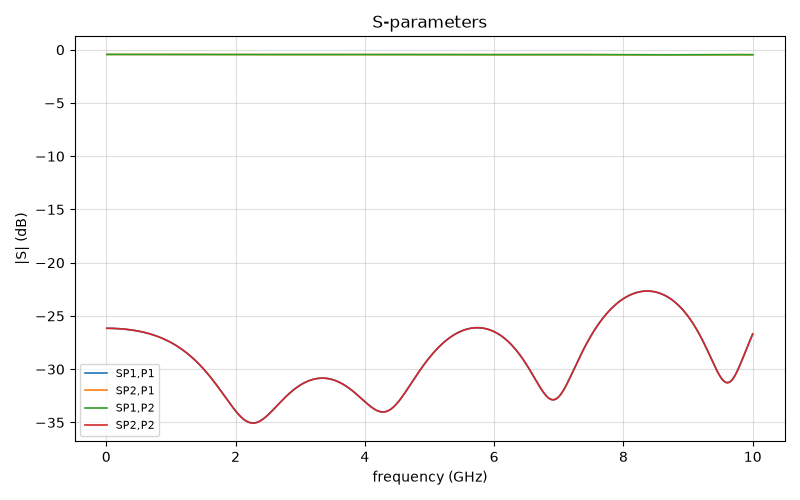 S-parameters
|S| (dB)
0
−5
−10
−15
−20
−25
−30
−35
SP1,P1
SP2,P1
SP1,P2
SP2,P2
0 2 4 6 8 10
frequency (GHz)